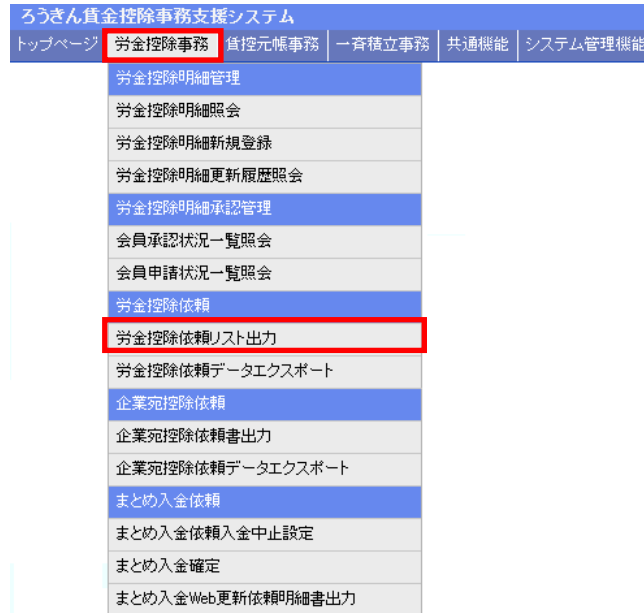 ろうきん賃金控除事務支援システム
トップページ 労金控除事務 賃控元帳事務 一斉積立事務 共通機能 システム管理機能
労金控除明細管理
労金控除明細照会
労金控除明細新規登録
労金控除明細更新履歴照会
労金控除明細承認管理
会員承認状況一覧照会
会員申請状況一覧照会
労金控除依頼
労金控除依頼リスト出力
労金控除依頼データエクスポート
企業宛控除依頼
企業宛控除依頼書出力
企業宛控除依頼データエクスポート
まとめ入金依頼
まとめ入金依頼入金中止設定
まとめ入金確定
まとめ入金Web更新依頼明細書出力